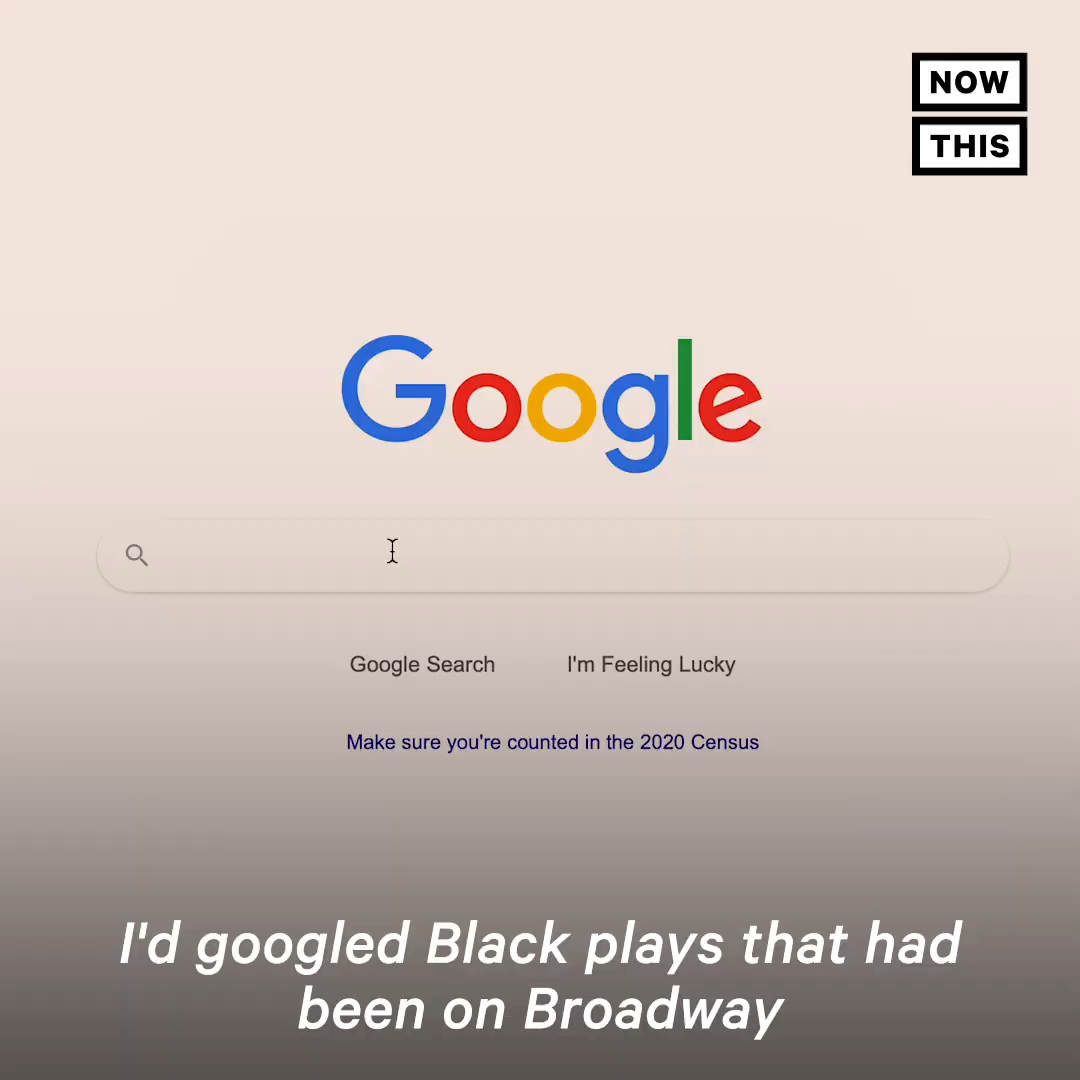 NOW
THIS
Google
Google Search I'm Feeling Lucky
Make sure you're counted in the 2020 Census
I'd googled Black plays that had
been on Broadway